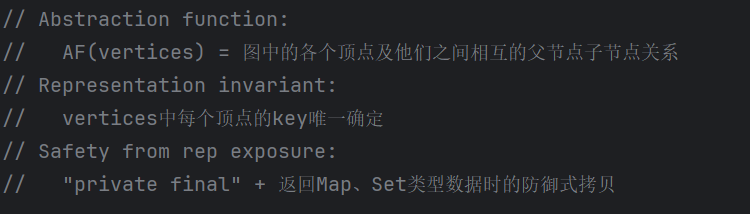 // Abstraction function:
//   AF(vertices) = 图中的各个顶点及他们之间相互的父节点子节点关系
// Representation invariant:
//   vertices中每个顶点的key唯一确定
// Safety from rep exposure:
//   "private final" + 返回Map、Set类型数据时的防御式拷贝